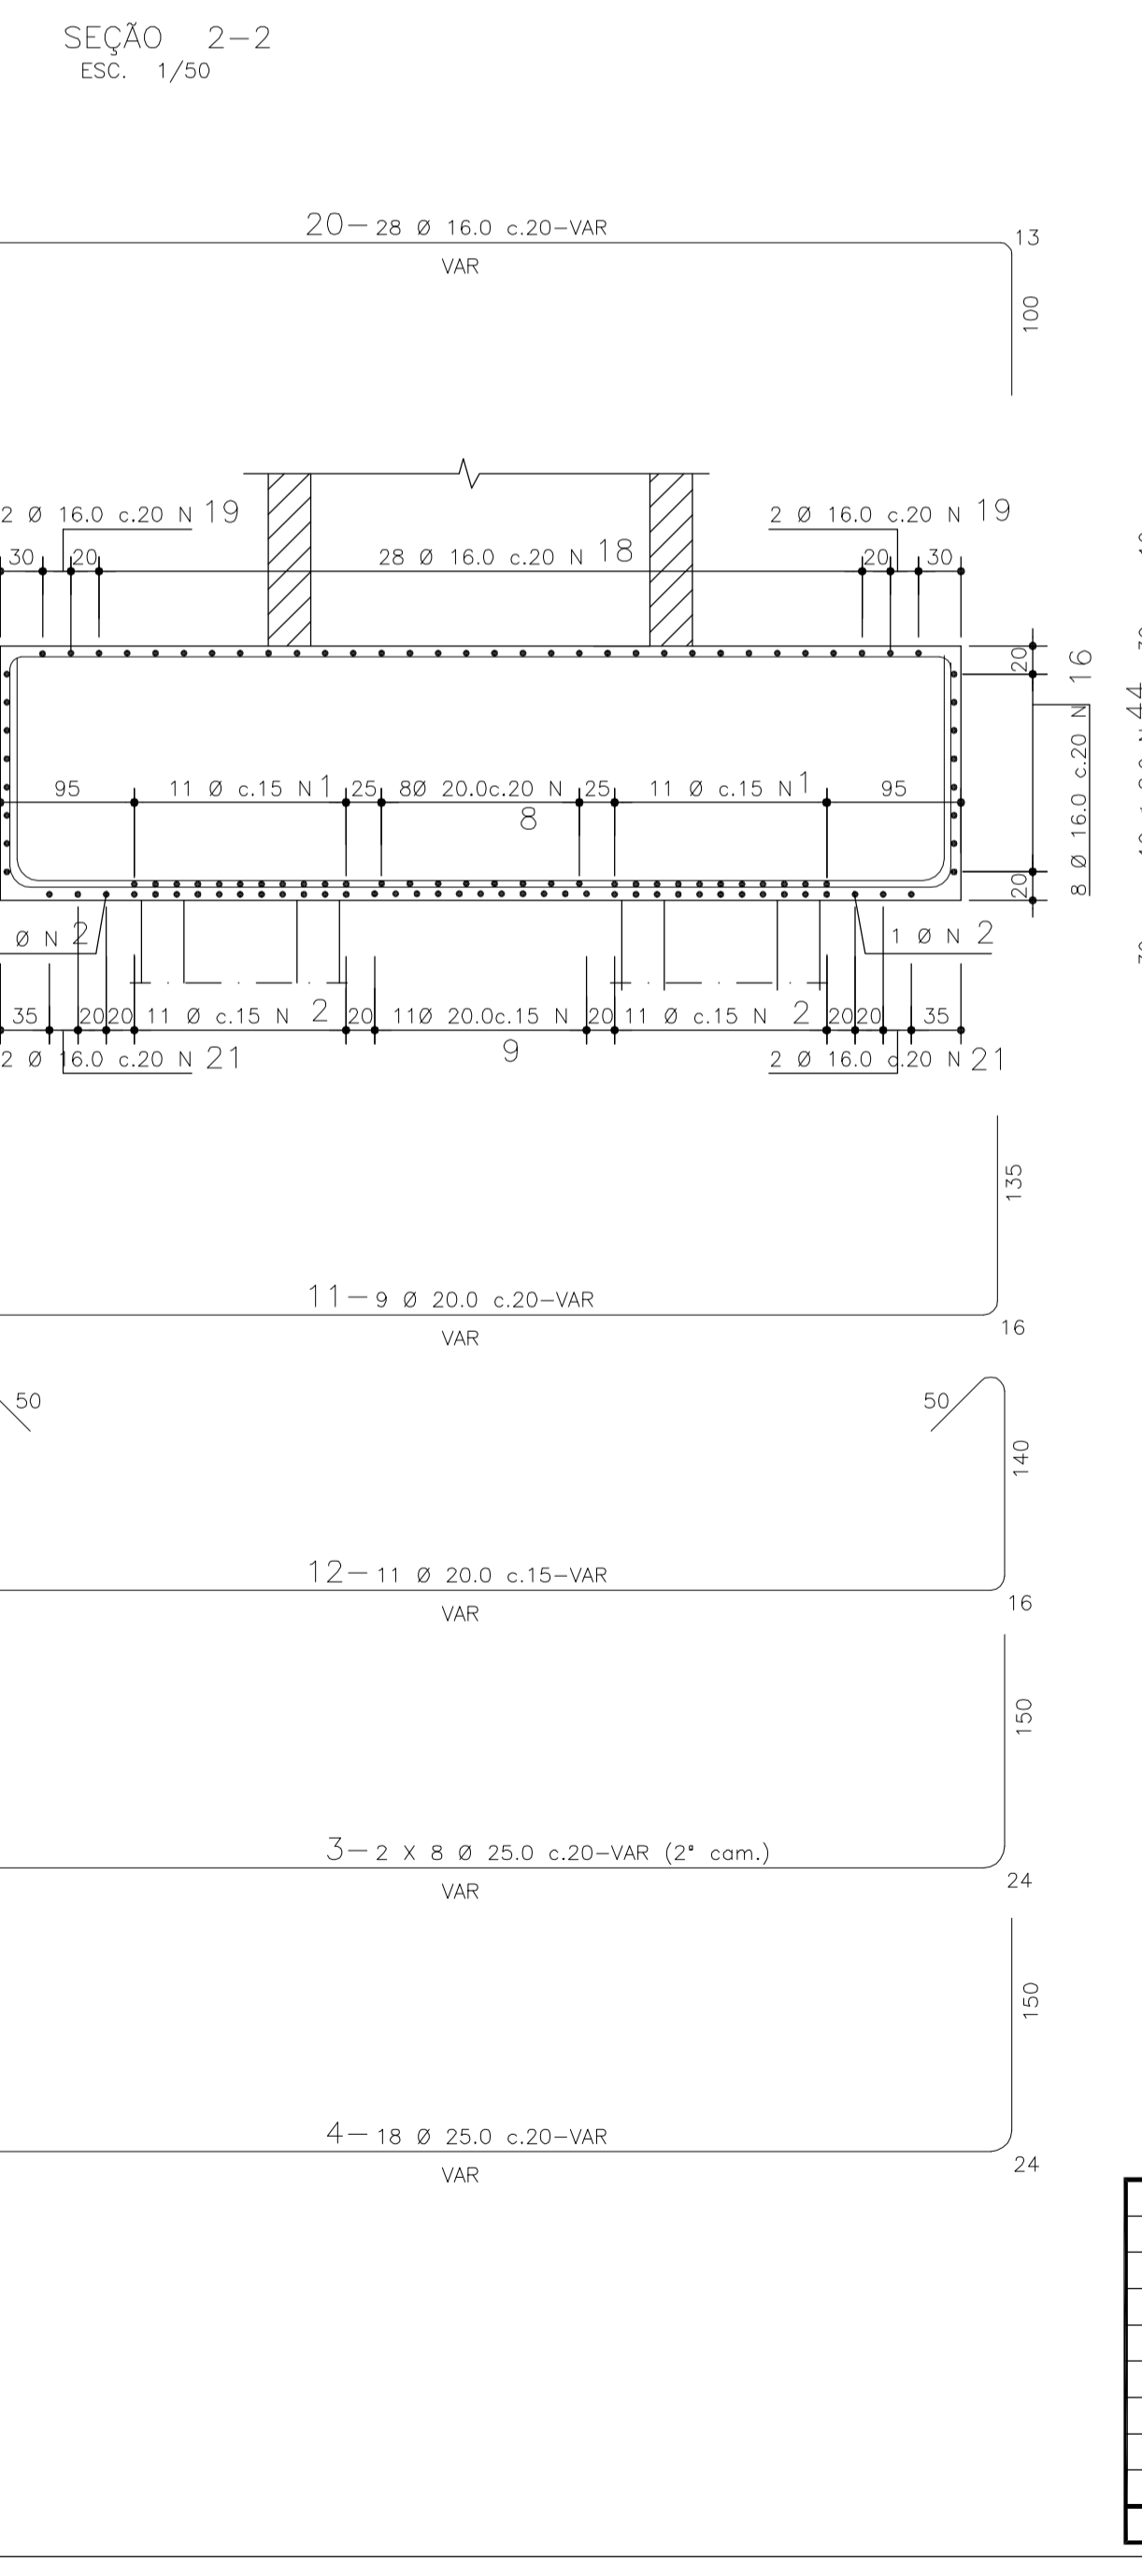 SEÇÃO 2-2
ESC. 1/50
20-28 Ø 16.0 c.20-VAR
VAR
13
100
2 Ø 16.0 c.20 N 19
2 Ø 16.0 c.20 N 19
30
20
28 Ø 16.0 c.20 N 18
20
30
20
8 Ø 16.0 c.20 N 16
20
44
95
11 Ø c.15 N 1
25
8Ø 20.0c.20 N 8
25
11 Ø c.15 N 1
95
Ø N 2
1 Ø N 2
35
20
20
11 Ø c.15 N 2
20
11Ø 20.0c.15 N 9
20
11 Ø c.15 N 2
20
20
35
2 Ø 16.0 c.20 N 21
2 Ø 16.0 c.20 N 21
135
11-9 Ø 20.0 c.20-VAR
VAR
16
50
50
140
12-11 Ø 20.0 c.15-VAR
VAR
16
150
3-2 X 8 Ø 25.0 c.20-VAR (2ª cam.)
VAR
24
150
4-18 Ø 25.0 c.20-VAR
VAR
24